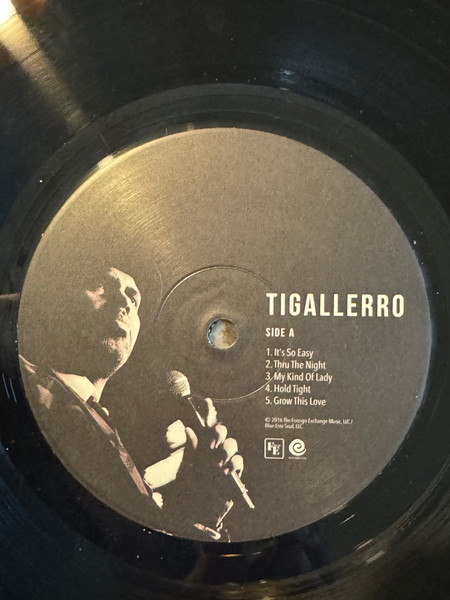 TIGALLERRO
SIDE A
1. It's So Easy
2. Thru The Night
3. My Kind Of Lady
4. Hold Tight
5. Grow This Love
© 2016 The Foreign Exchange Music, LLC /
Blue Erro Soul, LLC.
F E